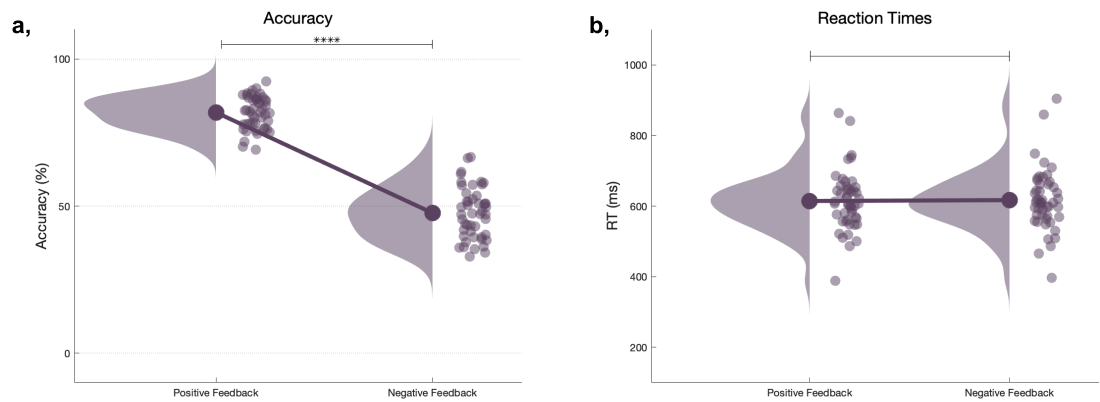 a,
Accuracy
****
Accuracy (%)
100
50
0
Positive Feedback
Negative Feedback
b,
Reaction Times
RT (ms)
1000
800
600
400
200
Positive Feedback
Negative Feedback